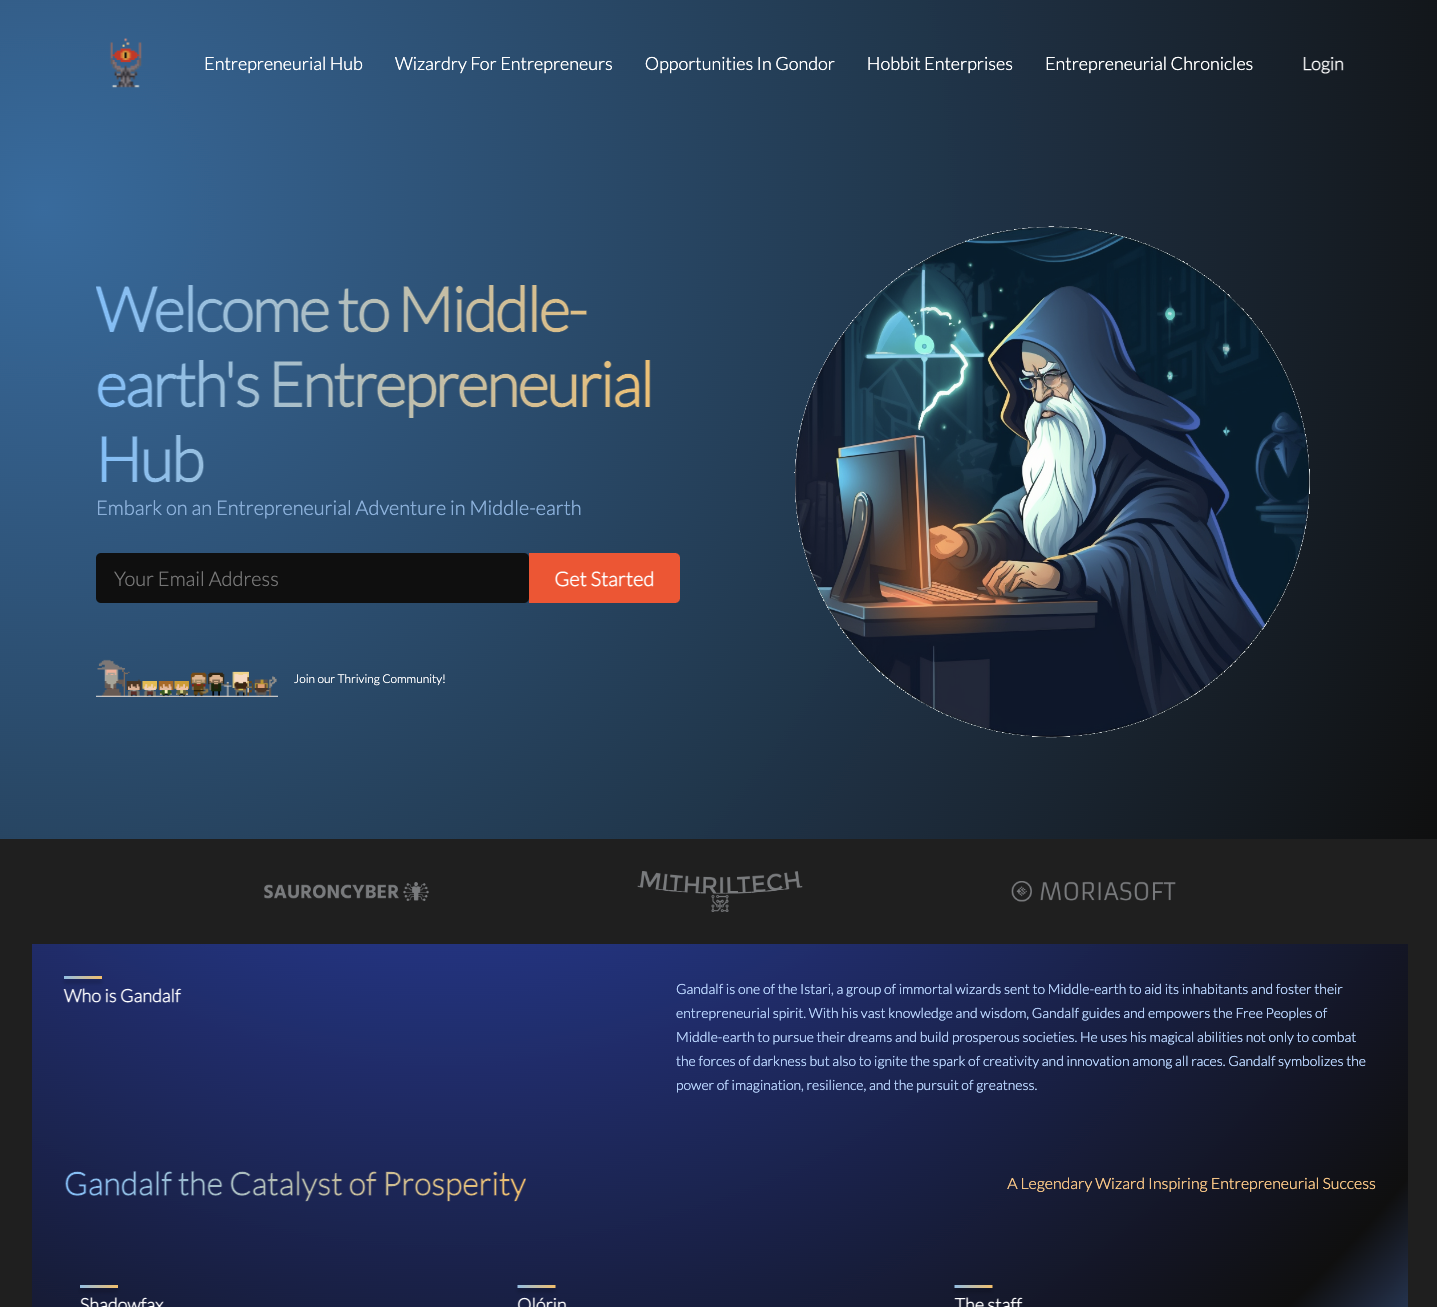 Entrepreneurial Hub
Wizardry For Entrepreneurs
Opportunities In Gondor
Hobbit Enterprises
Entrepreneurial Chronicles
Login
Welcome to Middle-
earth's Entrepreneurial
Hub
Embark on an Entrepreneurial Adventure in Middle-earth
Your Email Address
Get Started
Join our Thriving Community!
SAURONCYBER
MITHRILTECH
MORIASOFT
Who is Gandalf
Gandalf is one of the Istari, a group of immortal wizards sent to Middle-earth to aid its inhabitants and foster their
entrepreneurial spirit. With his vast knowledge and wisdom, Gandalf guides and empowers the Free Peoples of
Middle-earth to pursue their dreams and build prosperous societies. He uses his magical abilities not only to combat
the forces of darkness but also to ignite the spark of creativity and innovation among all races. Gandalf symbolizes the
power of imagination, resilience, and the pursuit of greatness.
Gandalf the Catalyst of Prosperity
A Legendary Wizard Inspiring Entrepreneurial Success
Shadowfax
Olórin
The staff